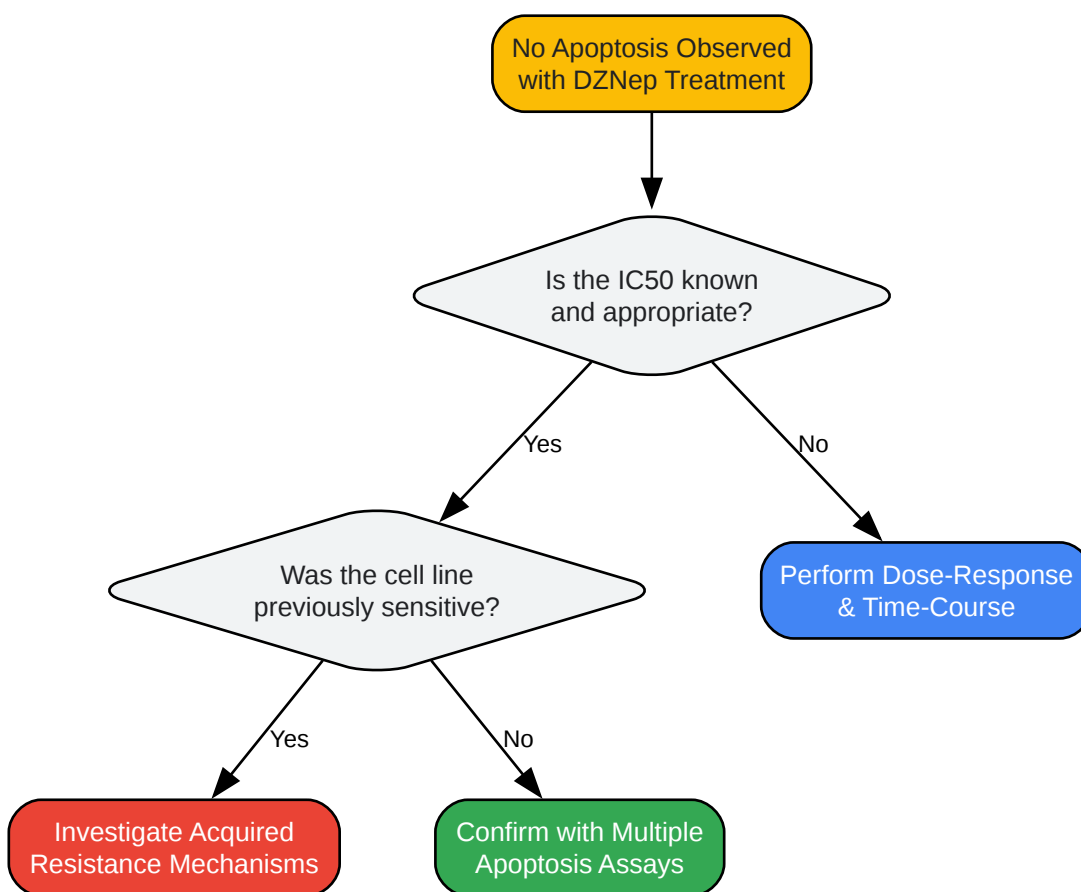 No Apoptosis Observed
with DZNep Treatment
Is the IC50 known
and appropriate?
Yes
No
Was the cell line
previously sensitive?
Perform Dose-Response
& Time-Course
Yes
No
Investigate Acquired
Resistance Mechanisms
Confirm with Multiple
Apoptosis Assays